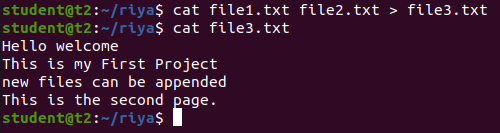 student@t2:~/riya$ cat file1.txt file2.txt > file3.txt
student@t2:~/riya$ cat file3.txt
Hello welcome
This is my First Project
new files can be appended
This is the second page.
student@t2:~/riya$